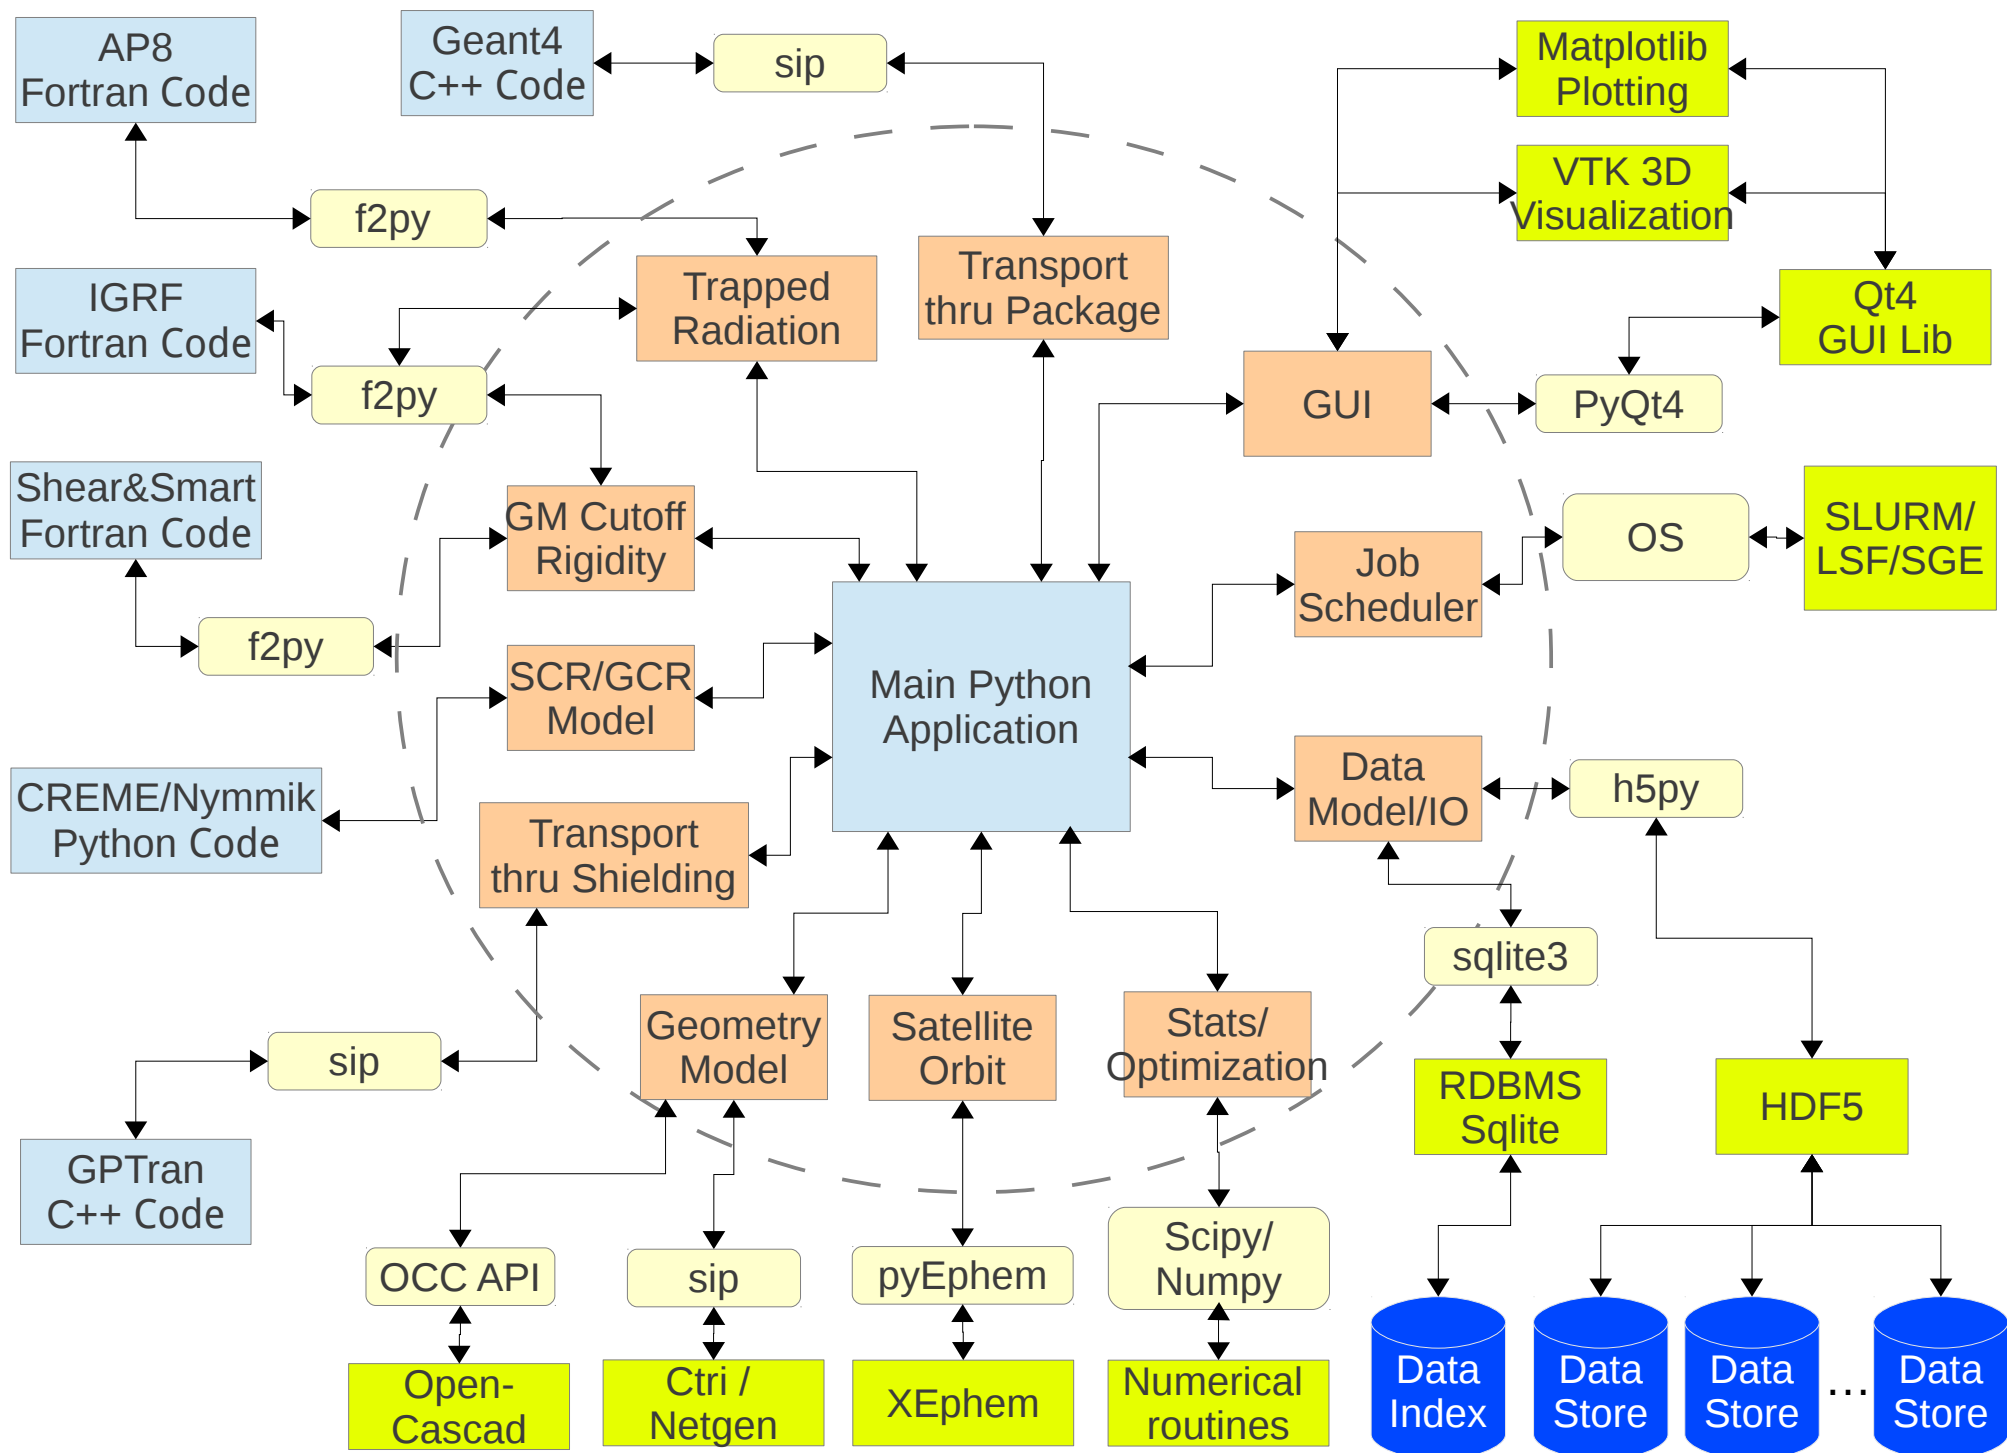 AP8
Fortran Code
Geant4
C++ Code
sip
Matplotlib
Plotting
VTK 3D
Visualization
f2py
Trapped
Radiation
Transport
thru Package
Qt4
GUI Lib
IGRF
Fortran Code
f2py
GUI
PyQt4
Shear&Smart
Fortran Code
GM Cutoff
Rigidity
Job
Scheduler
OS
SLURM/
LSF/SGE
f2py
SCR/GCR
Model
Main Python
Application
Data
Model/IO
h5py
CREME/Nymmik
Python Code
Transport
thru Shielding
sqlite3
sip
Geometry
Model
Satellite
Orbit
Stats/
Optimization
RDBMS
Sqlite
HDF5
GPTran
C++ Code
OCC API
sip
pyEphem
Scipy/
Numpy
Open-
Cascad
Ctri /
Netgen
XEphem
Numerical
routines
Data
Index
Data
Store
Data
Store
...
Data
Store